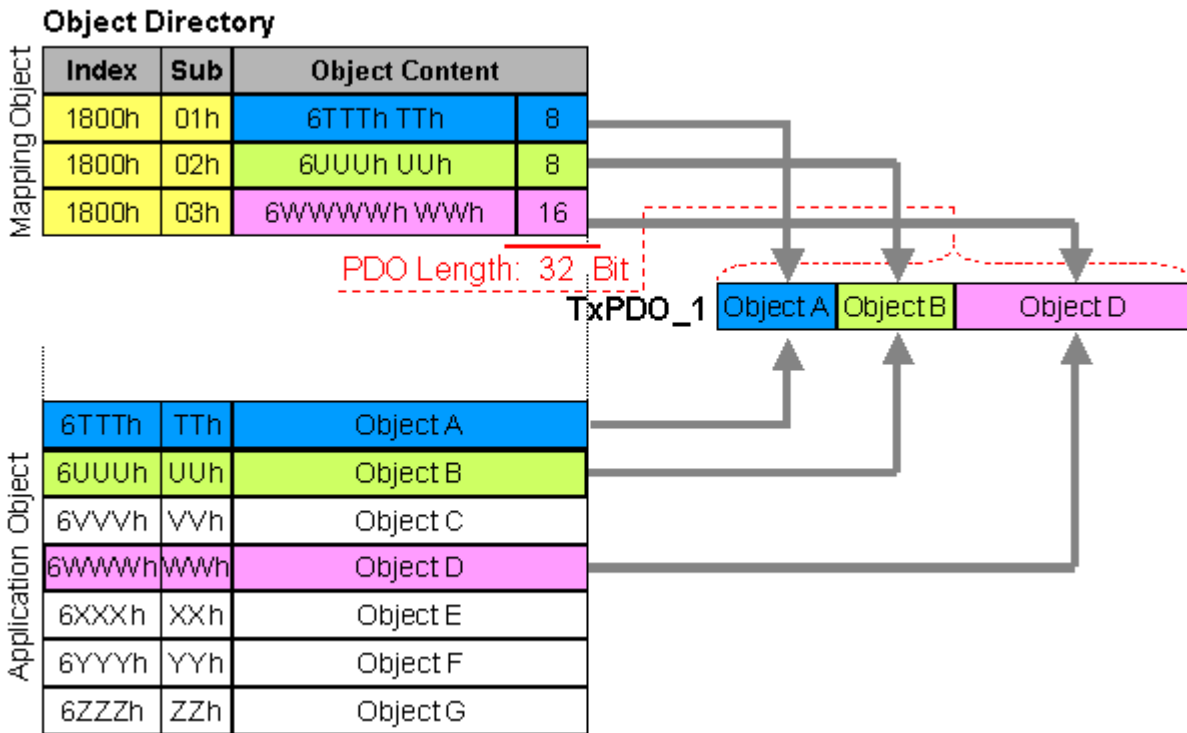 Object Directory
Mapping Object
Index Sub Object Content
1800h 01h 6TTTh TTh 8
1800h 02h 6UUUh UUh 8
1800h 03h 6WWWWh WWh 16
PDO Length: 32 Bit
TxPDO_1 Object A Object B Object D
Application Object
6TTTh TTh Object A
6UUUh UUh Object B
6VVVh VVh Object C
6WWWh WWh Object D
6XXXh XXh Object E
6YYYh YYh Object F
6ZZZh ZZh Object G